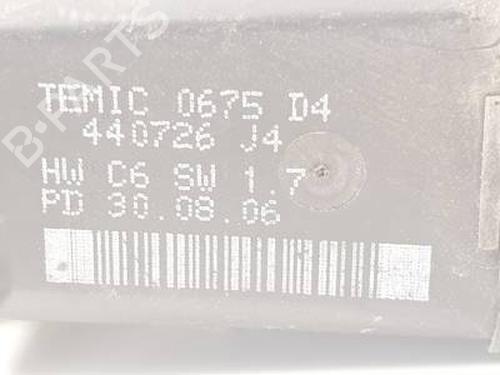 B-PARTS
TEMIC 0675 D4
440726 J4
HW C6 SW 1.7
PD 30.08.06